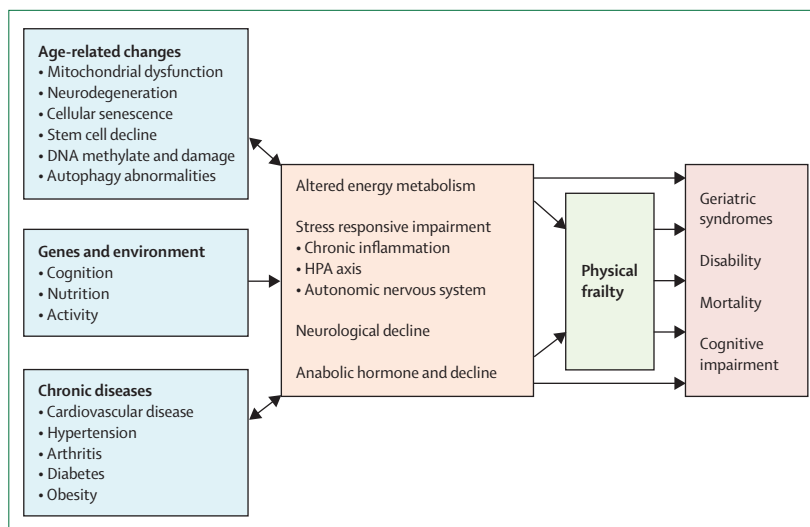 Age-related changes
• Mitochondrial dysfunction
• Neurodegeneration
• Cellular senescence
• Stem cell decline
• DNA methylate and damage
• Autophagy abnormalities
Genes and environment
• Cognition
• Nutrition
• Activity
Chronic diseases
• Cardiovascular disease
• Hypertension
• Arthritis
• Diabetes
• Obesity
Altered energy metabolism
Stress responsive impairment
• Chronic inflammation
• HPA axis
• Autonomic nervous system
Neurological decline
Anabolic hormone and decline
Physical
frailty
Geriatric
syndromes
Disability
Mortality
Cognitive
impairment